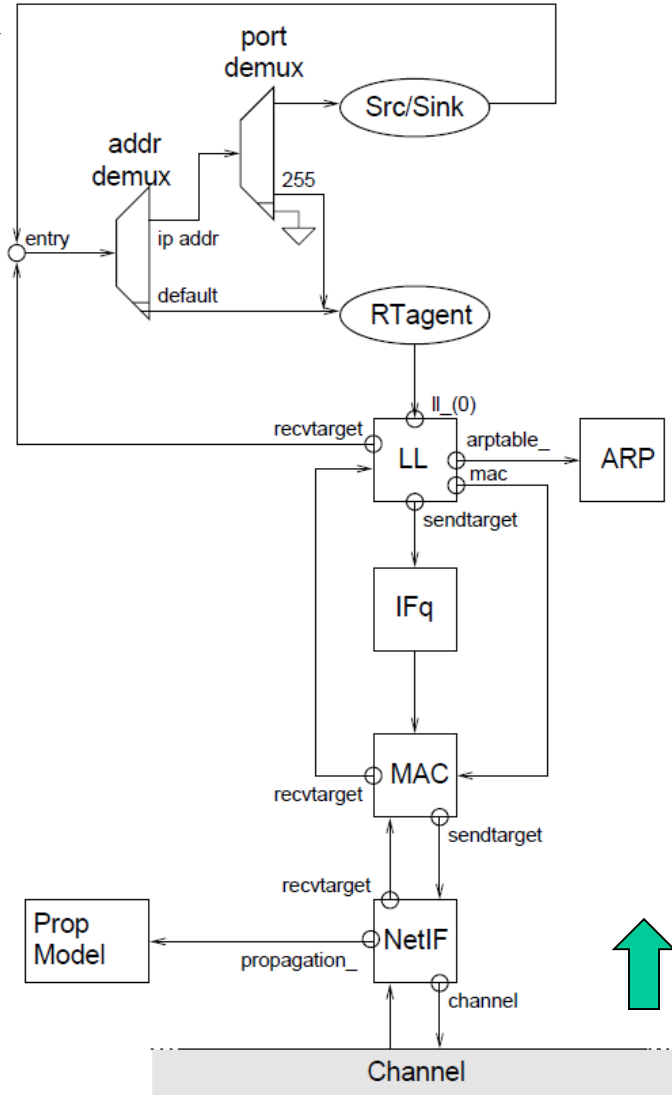 port
demux
Src/Sink
addr
demux
255
entry
ip addr
default
RTagent
ll_(0)
recvtarget
arptable_
LL
ARP
mac
sendtarget
IFq
MAC
recvtarget
sendtarget
recvtarget
Prop
Model
NetIF
propagation_
channel
Channel